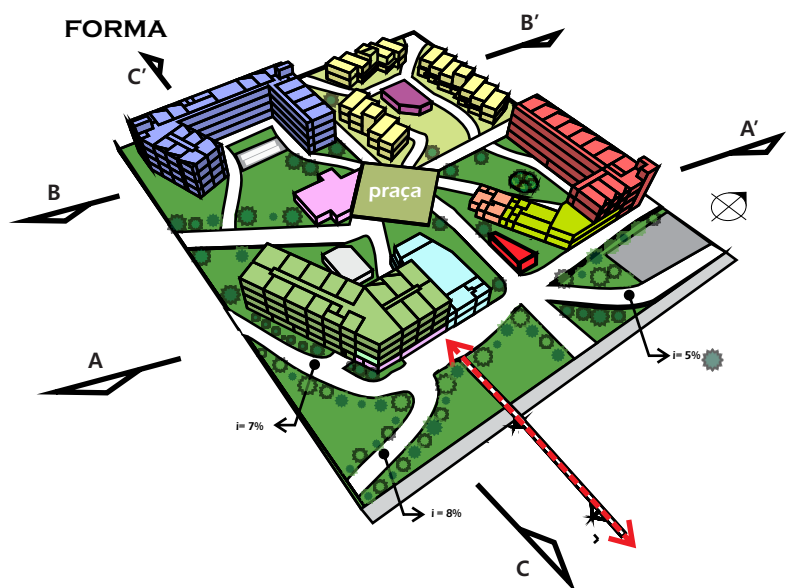 FORMA
B'
C'
A'
B
praça
A
i= 5%
i= 7%
i = 8%
C